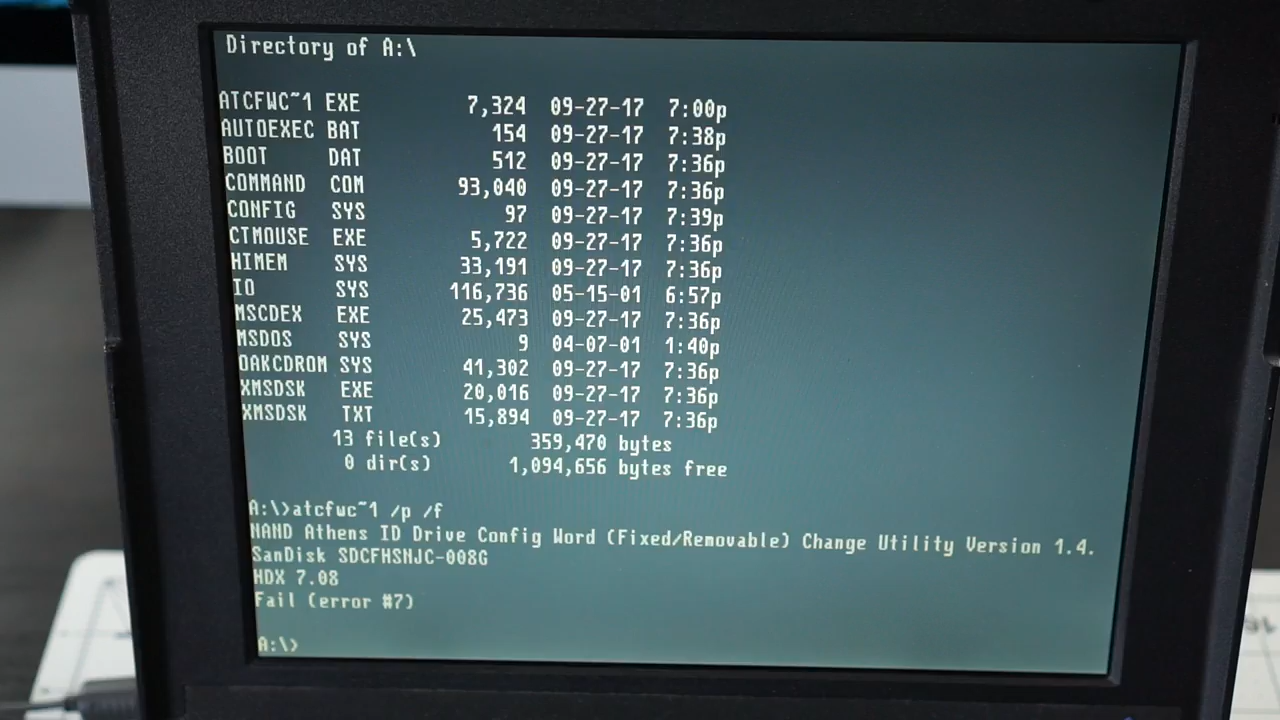 Directory of A:\
ATCFWC~1 EXE 7,324 09-27-17 7:00p
AUTOEXEC BAT 154 09-27-17 7:38p
BOOT DAT 512 09-27-17 7:36p
COMMAND COM 93,040 09-27-17 7:36p
CONFIG SYS 97 09-27-17 7:39p
CTMOUSE EXE 5,722 09-27-17 7:36p
HIMEM SYS 33,191 09-27-17 7:36p
IO SYS 116,736 05-15-01 6:57p
MSCDEX EXE 25,473 09-27-17 7:36p
MSDOS SYS 9 04-07-01 1:40p
OAKCDROM SYS 41,302 09-27-17 7:36p
XMSDSK EXE 20,016 09-27-17 7:36p
XMSDSK TXT 15,894 09-27-17 7:36p
13 file(s) 359,470 bytes
0 dir(s) 1,094,656 bytes free
A:\>atcfwc~1 /p /f
NAND Athens ID Drive Config Word (Fixed/Removable) Change Utility Version 1.4.
SanDisk SDCFHSNJC-008G
HDX 7.08
Fail (error #7)
A:\>